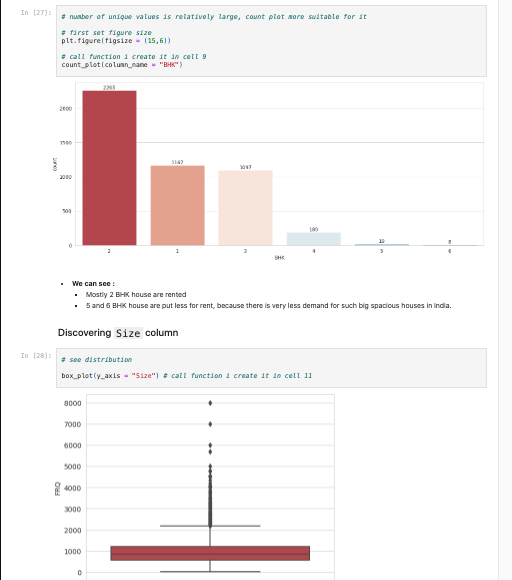 In [27]:
# number of unique values is relatively large, count plot more suitable for it
# first set figure size
plt.figure(figsize = (15,6))
# call function i create it in cell 9
count_plot(column_name = "BHK")
2265
1167
1097
189
19
8
2000
1500
1000
500
0
count
2 1 3 4 5 6
BHK
We can see :
Mostly 2 BHK house are rented
5 and 6 BHK house are put less for rent, because there is very less demand for such big spacious houses in India.
Discovering Size column
In [28]:
# see distribution
box_plot(y_axis = "Size") # call function i create it in cell 11
8000
7000
6000
5000
4000
3000
2000
1000
0
FRQ